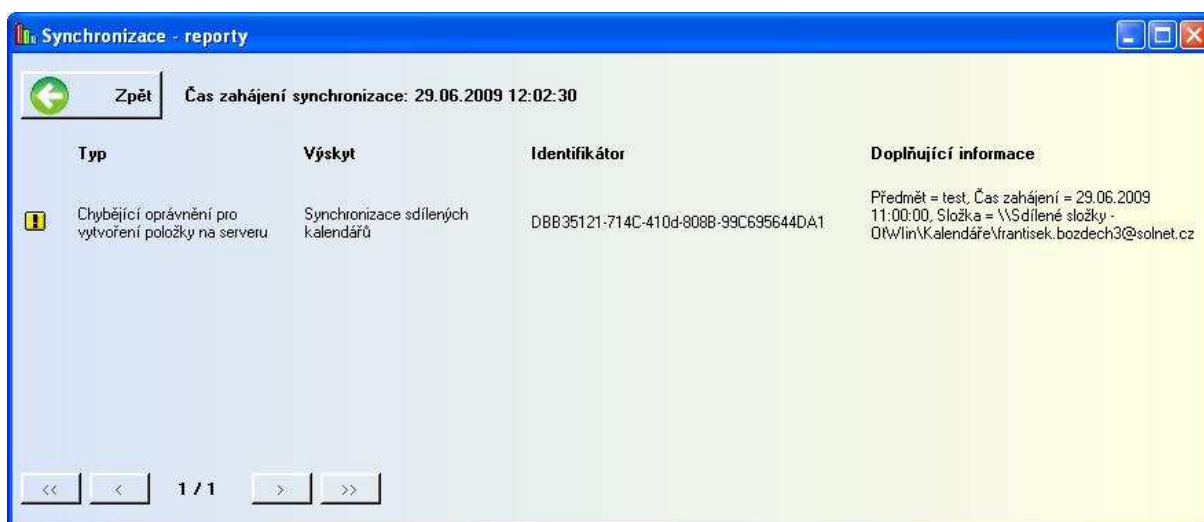 Synchronizace - reporty
Zpět
Čas zahájení synchronizace: 29.06.2009 12:02:30
Typ
Výskyt
Identifikátor
Doplňující informace
Chybějící oprávnění pro
vytvoření položky na serveru
Synchronizace sdílených
kalendářů
DBB35121-714C-410d-808B-99C695644DA1
Předmět = test, Čas zahájení = 29.06.2009
11:00:00, Složka = \\Sdílené složky -
OfWlin\Kalendáře\frantisek.bozdech3@solnet.cz
<< < 1 / 1 > >>